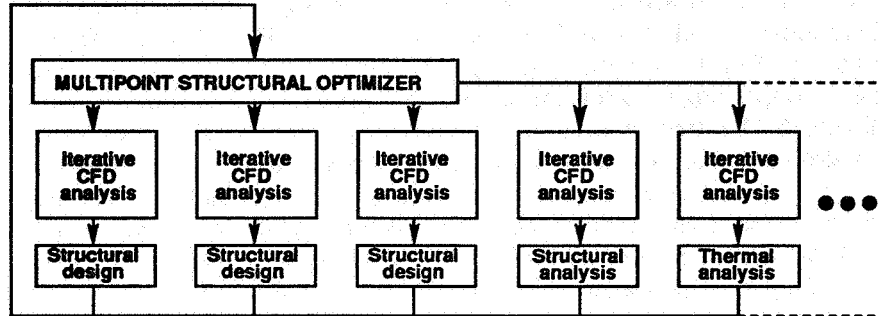 MULTIPOINT STRUCTURAL OPTIMIZER
Iterative
CFD
analysis
Iterative
CFD
analysis
Iterative
CFD
analysis
Iterative
CFD
analysis
Iterative
CFD
analysis
Structural
design
Structural
design
Structural
design
Structural
analysis
Thermal
analysis